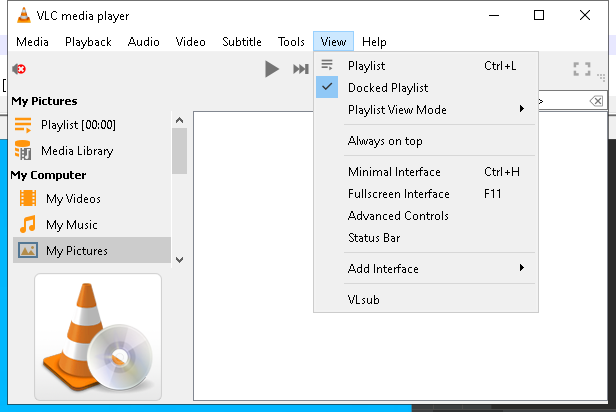 VLC media player
Media Playback Audio Video Subtitle Tools View Help
My Pictures
Playlist [00:00]
Media Library
My Computer
My Videos
My Music
My Pictures
Playlist Ctrl+L
Docked Playlist
Playlist View Mode
Always on top
Minimal Interface Ctrl+H
Fullscreen Interface F11
Advanced Controls
Status Bar
Add Interface
VLsub